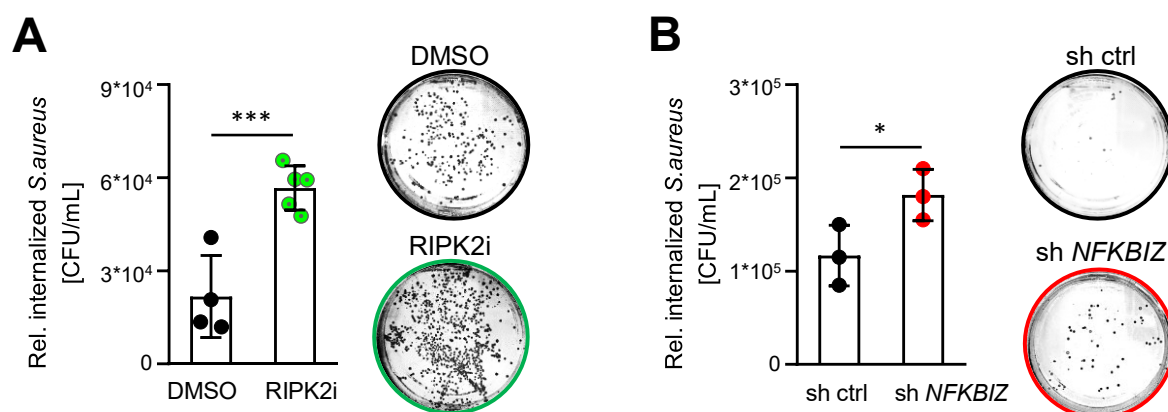 A
Rel. internalized S.aureus
[CFU/mL]
9*10⁴
6*10⁴
3*10⁴
0
***
DMSO
RIPK2i
DMSO
RIPK2i
B
Rel. internalized S.aureus
[CFU/mL]
3*10⁵
2*10⁵
1*10⁵
0
*
sh ctrl
sh NFKBIZ
sh ctrl
sh NFKBIZ